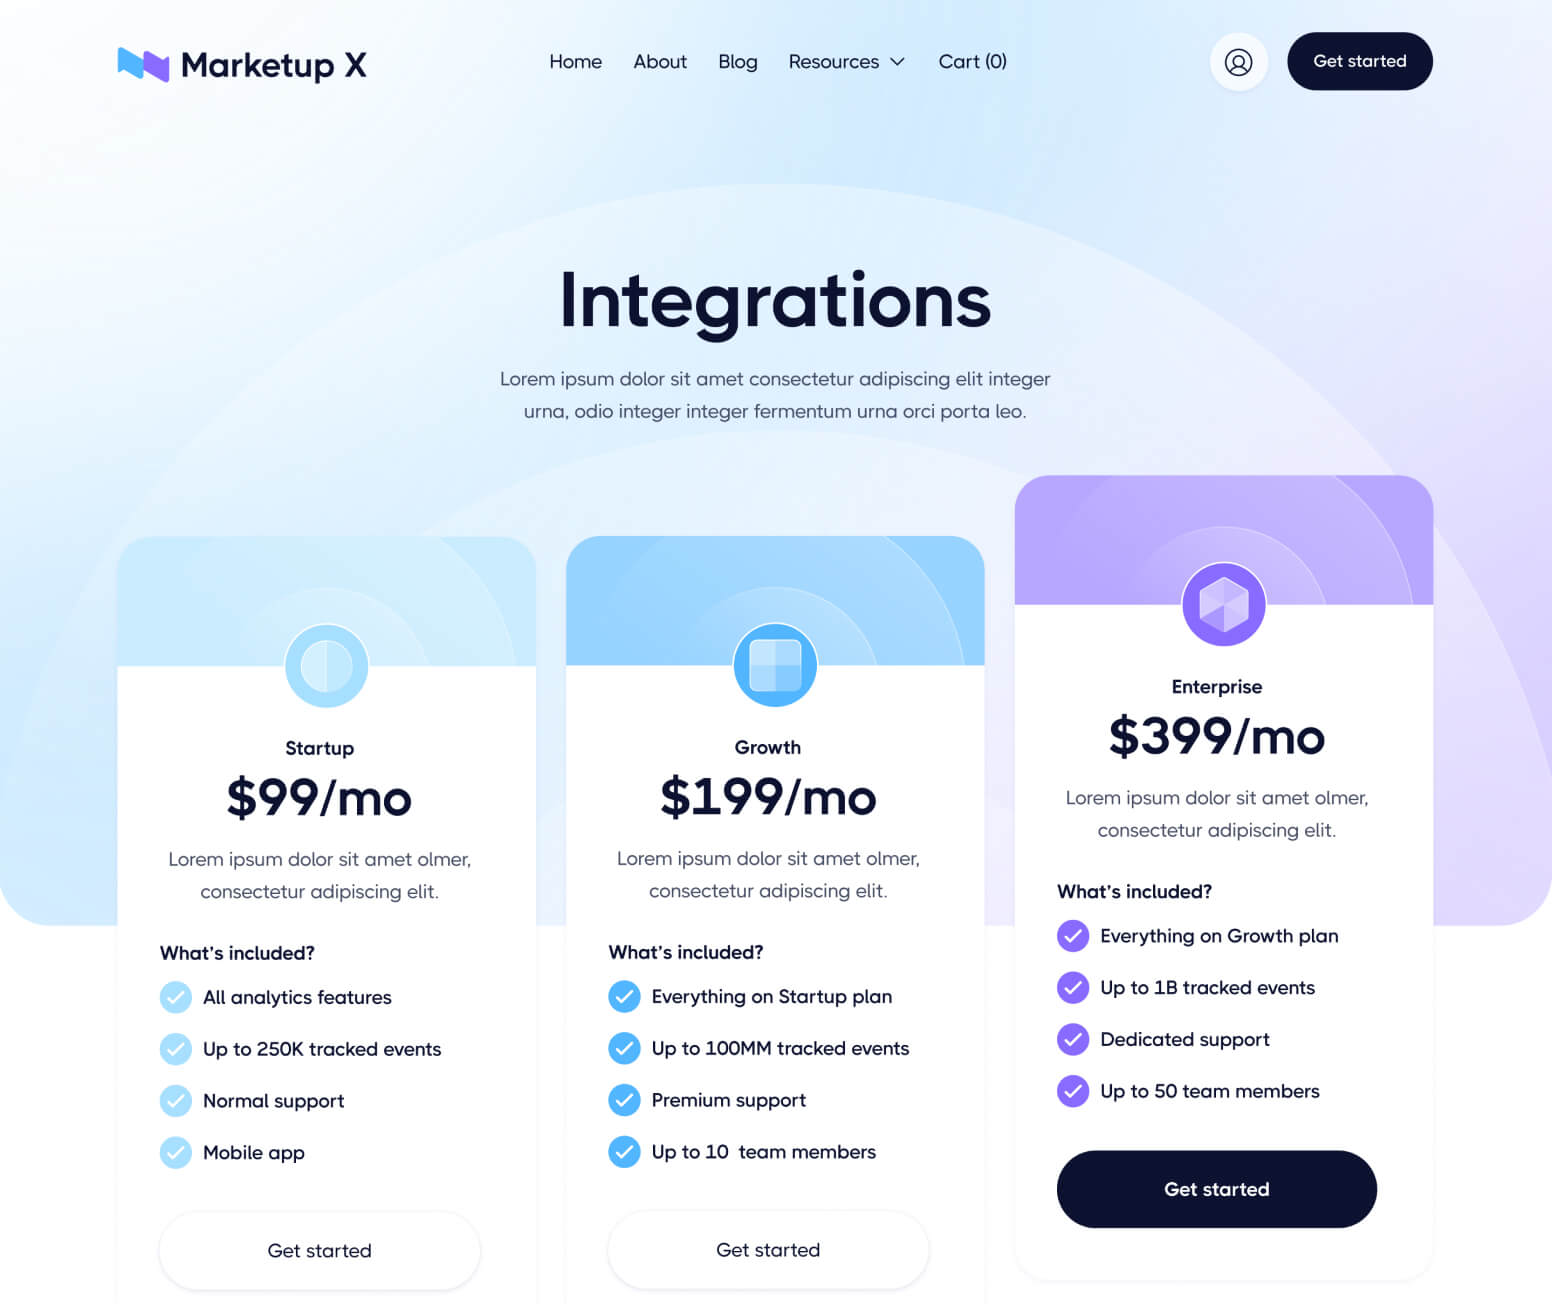 Marketup X
Home
About
Blog
Resources
Cart (0)
Get started
Integrations
Lorem ipsum dolor sit amet consectetur adipiscing elit integer
urna, odio integer integer fermentum urna orci porta leo.
Startup
$99/mo
Lorem ipsum dolor sit amet olmer,
consectetur adipiscing elit.
What's included?
All analytics features
Up to 250K tracked events
Normal support
Mobile app
Get started
Growth
$199/mo
Lorem ipsum dolor sit amet olmer,
consectetur adipiscing elit.
What's included?
Everything on Startup plan
Up to 100MM tracked events
Premium support
Up to 10  team members
Get started
Enterprise
$399/mo
Lorem ipsum dolor sit amet olmer,
consectetur adipiscing elit.
What's included?
Everything on Growth plan
Up to 1B tracked events
Dedicated support
Up to 50 team members
Get started